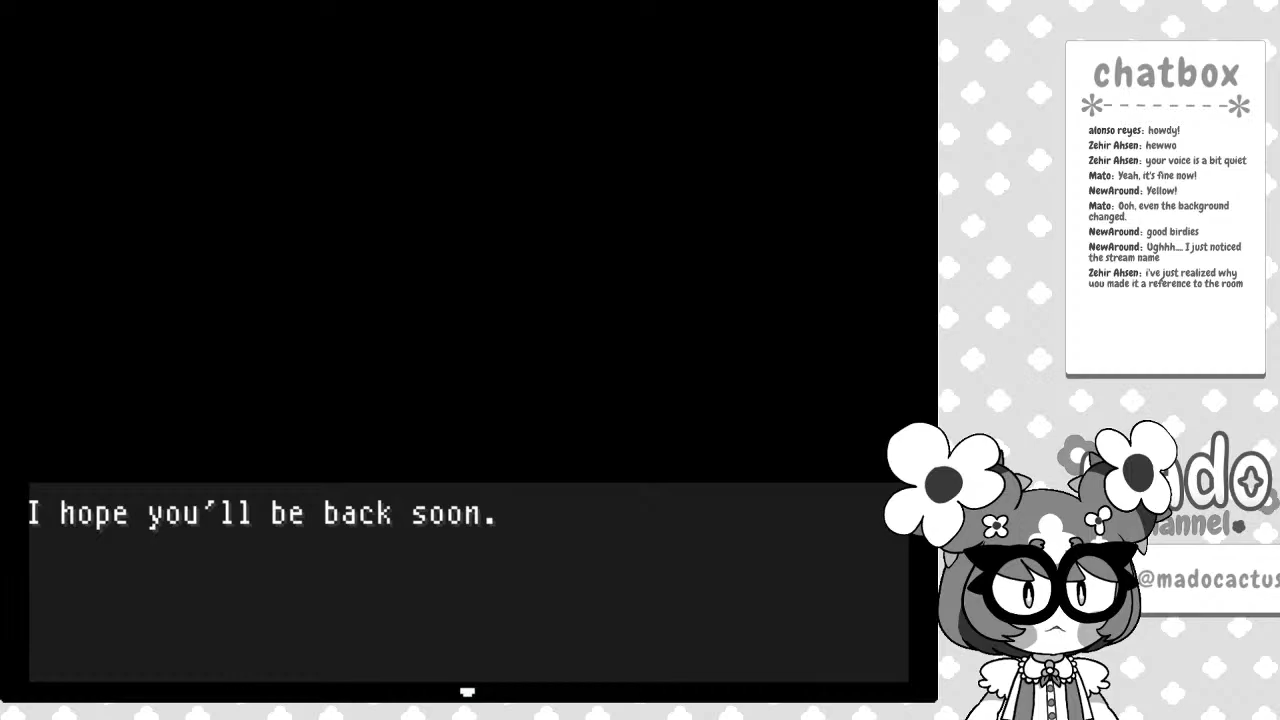 I hope you'll be back soon.
chatbox
alonso reyes: howdy!
Zehir Ahsen: hewwo
Zehir Ahsen: your voice is a bit quiet
Mato: Yeah, it's fine now!
NewAround: Yellow!
Mato: Ooh, even the background
changed.
NewAround: good birdies
NewAround: Ughhh.... I just noticed
the stream name
Zehir Ahsen: i've just realized why
you made it a reference to the room
@madocactus